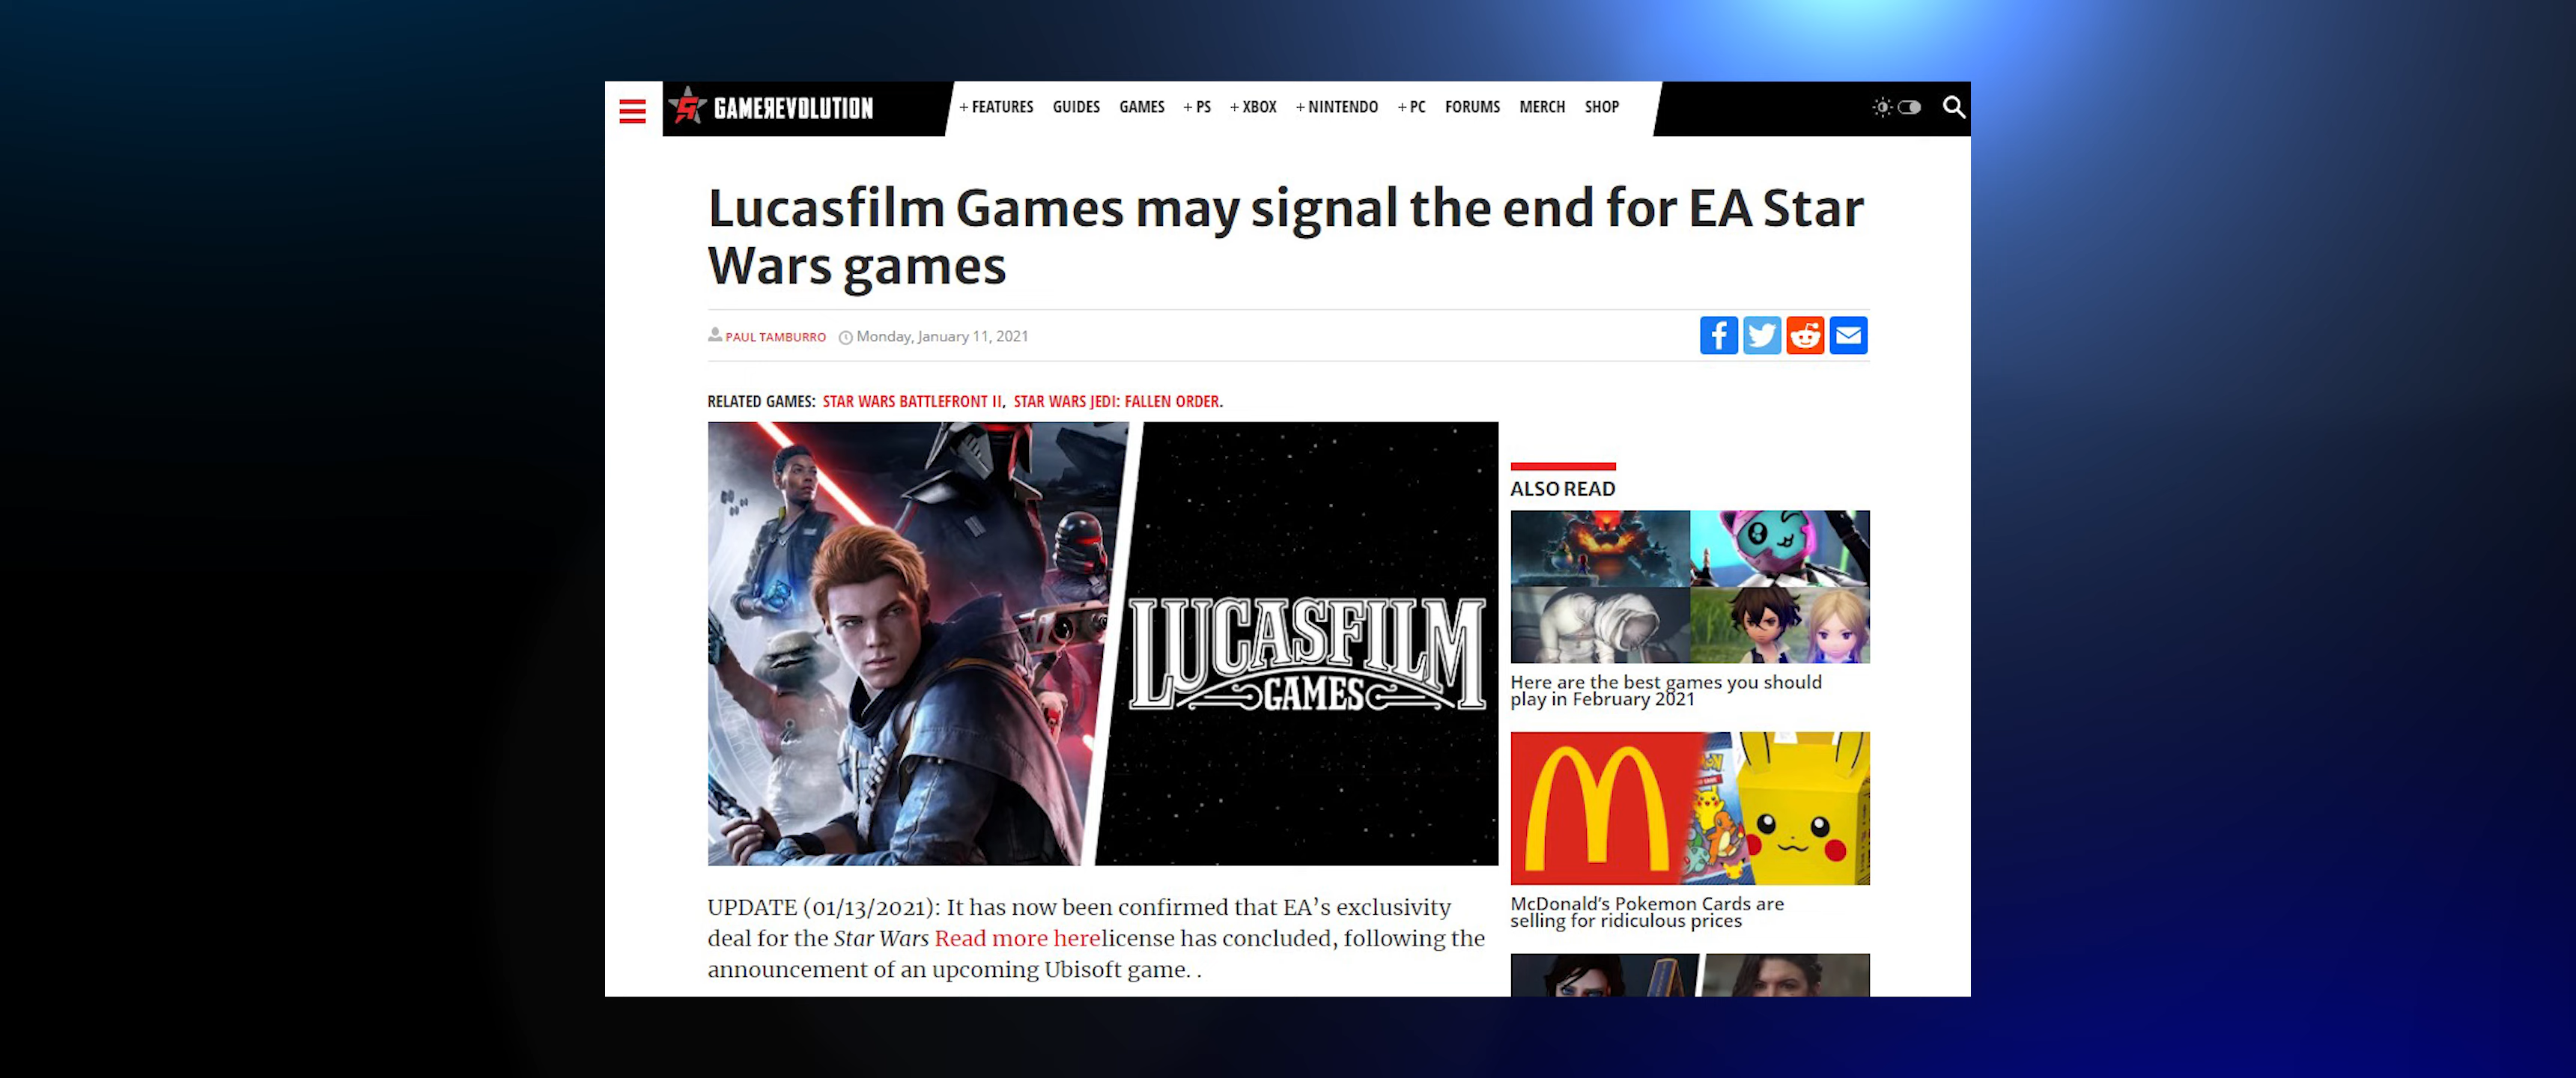 GAMEREVOLUTION
+ FEATURES GUIDES GAMES + PS + XBOX + NINTENDO + PC FORUMS MERCH SHOP
Lucasfilm Games may signal the end for EA Star
Wars games
PAUL TAMBURRO Monday, January 11, 2021
RELATED GAMES: STAR WARS BATTLEFRONT II, STAR WARS JEDI: FALLEN ORDER.
LUCASFILM
GAMES
UPDATE (01/13/2021): It has now been confirmed that EA’s exclusivity
deal for the Star Wars Read more herelicense has concluded, following the
announcement of an upcoming Ubisoft game. .
ALSO READ
Here are the best games you should
play in February 2021
McDonald’s Pokemon Cards are
selling for ridiculous prices